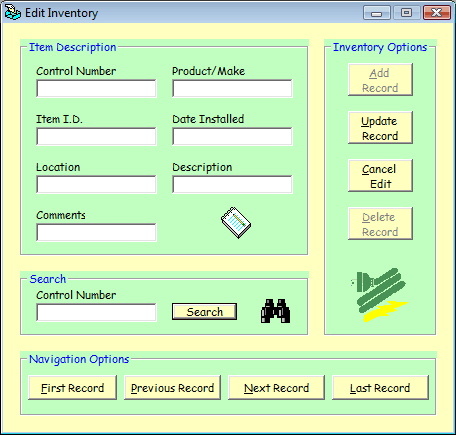 Edit Inventory
Item Description
Control Number
Product/Make
Item I.D.
Date Installed
Location
Description
Comments
Inventory Options
Add
Record
Update
Record
Cancel
Edit
Delete
Record
Search
Control Number
Search
Navigation Options
First Record
Previous Record
Next Record
Last Record